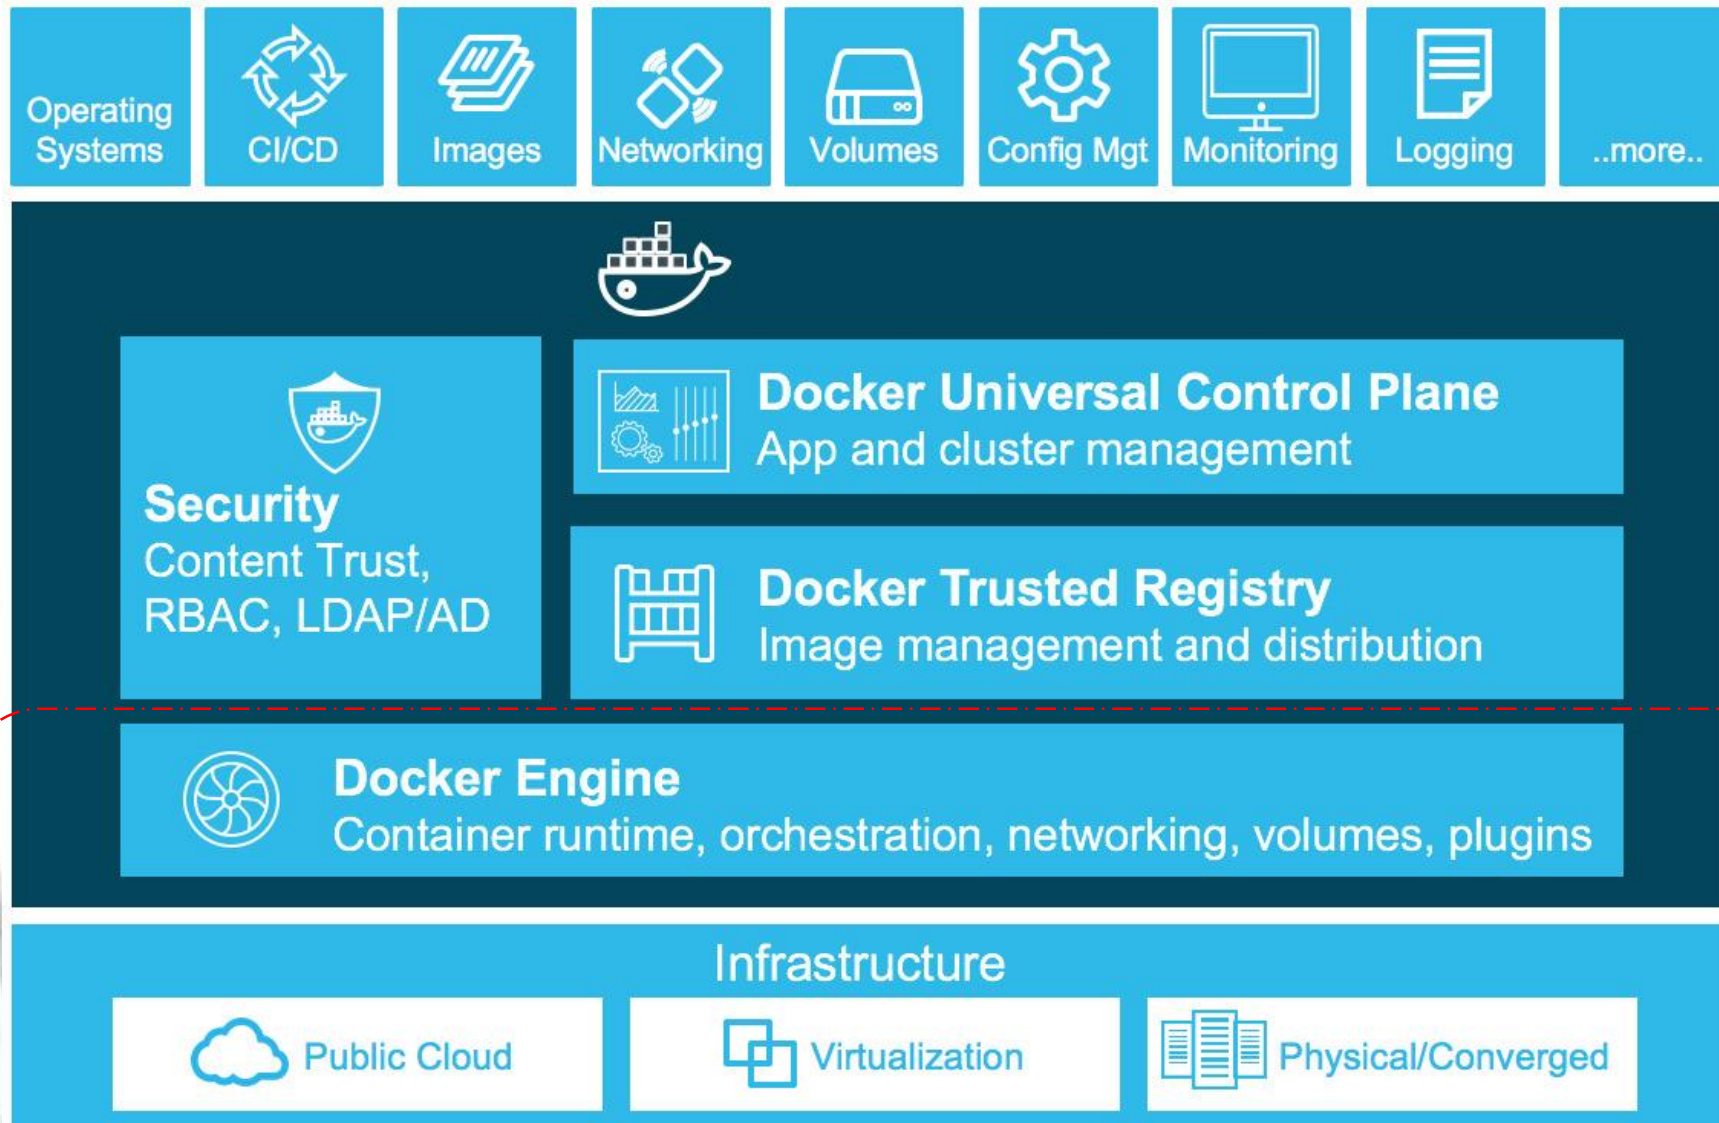 Operating
Systems
CI/CD
Images
Networking
Volumes
Config Mgt
Monitoring
Logging
..more..
Security
Content Trust,
RBAC, LDAP/AD
Docker Universal Control Plane
App and cluster management
Docker Trusted Registry
Image management and distribution
Docker Engine
Container runtime, orchestration, networking, volumes, plugins
Infrastructure
Public Cloud
Virtualization
Physical/Converged